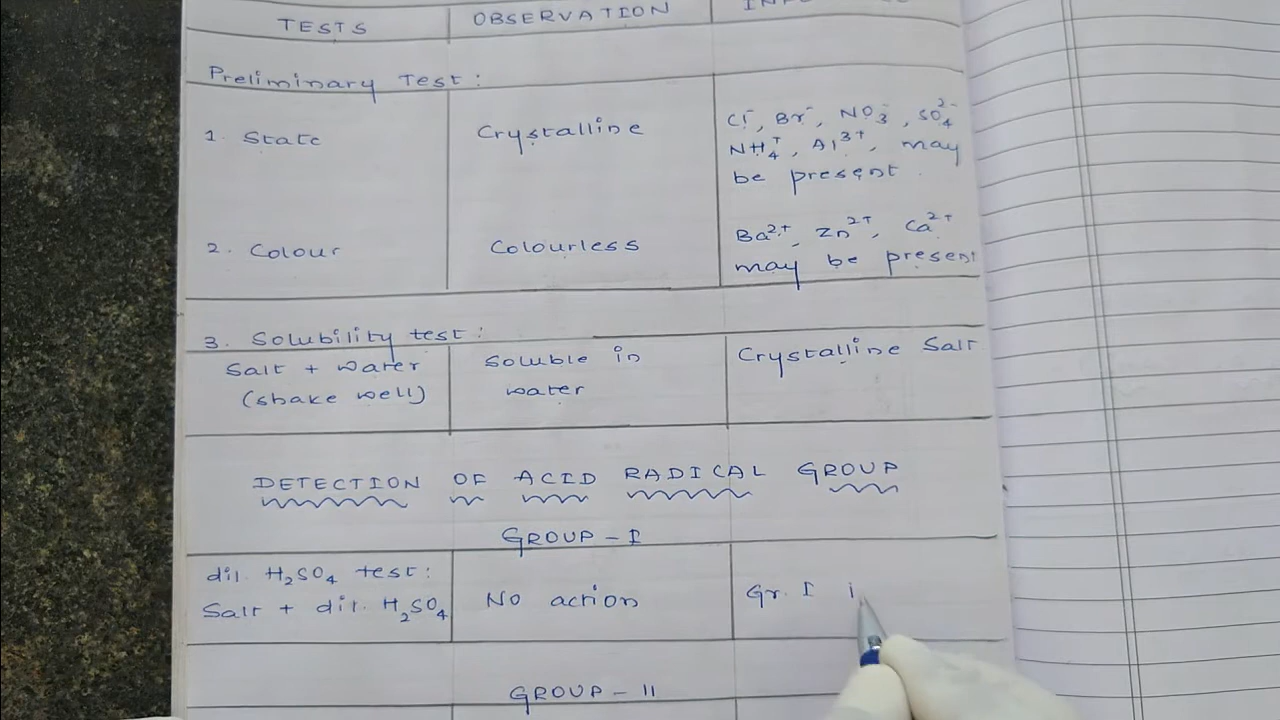 TESTS
OBSERVATION
Preliminary Test:
1. State
Crystalline
Cl⁻, Br⁻, NO₃⁻, SO₄²⁻
NH₄⁺, Al³⁺, may
be present.
2. Colour
Colourless
Ba²⁺, Zn²⁺, Ca²⁺
may be present
3. Solubility test:
Salt + water
(shake well)
Soluble in
water
Crystalline Salt
DETECTION OF ACID RADICAL GROUP
GROUP - I
dil. H₂SO₄ test:
Salt + dil. H₂SO₄
No action
Gr. I i
GROUP - II